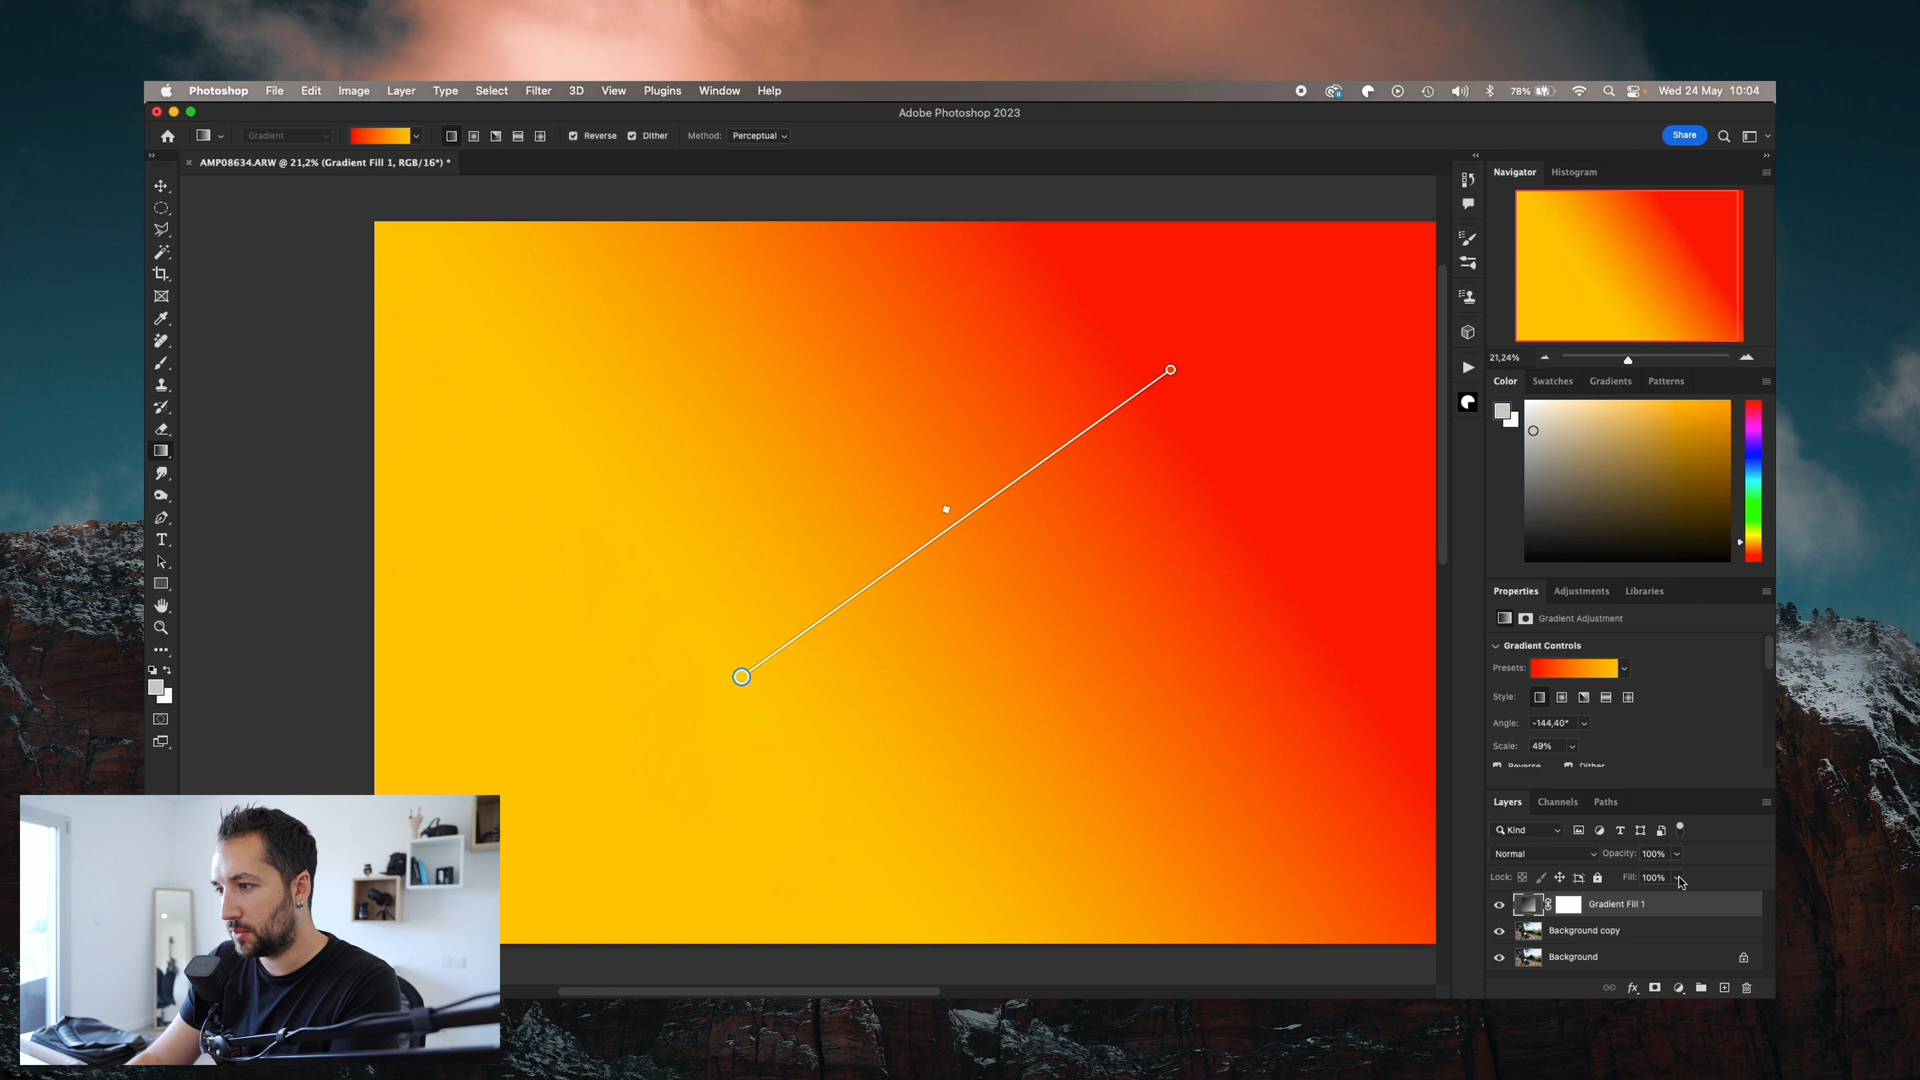 Photoshop File Edit Image Layer Type Select Filter 3D View Plugins Window Help 78% Wed 24 May 10:04
Adobe Photoshop 2023
Gradient Reverse Dither Method: Perceptual Share
AMP08634.ARW @ 21,2% (Gradient Fill 1, RGB/16*) *
Navigator Histogram
21,24%
Color Swatches Gradients Patterns
Properties Adjustments Libraries
Gradient Adjustment
Gradient Controls
Presets:
Style:
Angle: -144,40°
Scale: 49%
Reverse Dither
Layers Channels Paths
Kind
Normal Opacity: 100%
Lock: Fill: 100%
Gradient Fill 1
Background copy
Background
fx